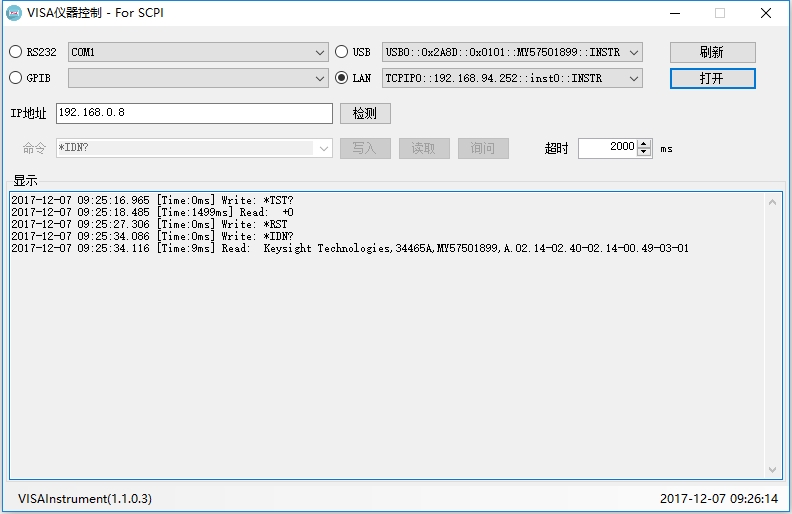 VISA仪器控制 - For SCPI
RS232 COM1 USB USB0::0x2A8D::0x0101::MY57501899::INSTR 刷新
GPIB LAN TCPIP0::192.168.94.252::inst0::INSTR 打开
IP地址 192.168.0.8 检测
命令 *IDN? 写入 读取 询问 超时 2000 ms
显示
2017-12-07 09:25:16.965 [Time:0ms] Write: *TST?
2017-12-07 09:25:18.485 [Time:1499ms] Read: +0
2017-12-07 09:25:27.306 [Time:0ms] Write: *RST
2017-12-07 09:25:34.086 [Time:0ms] Write: *IDN?
2017-12-07 09:25:34.116 [Time:9ms] Read: Keysight Technologies,34465A,MY57501899,A.02.14-02.40-02.14-00.49-03-01
VISAInstrument(1.1.0.3) 2017-12-07 09:26:14